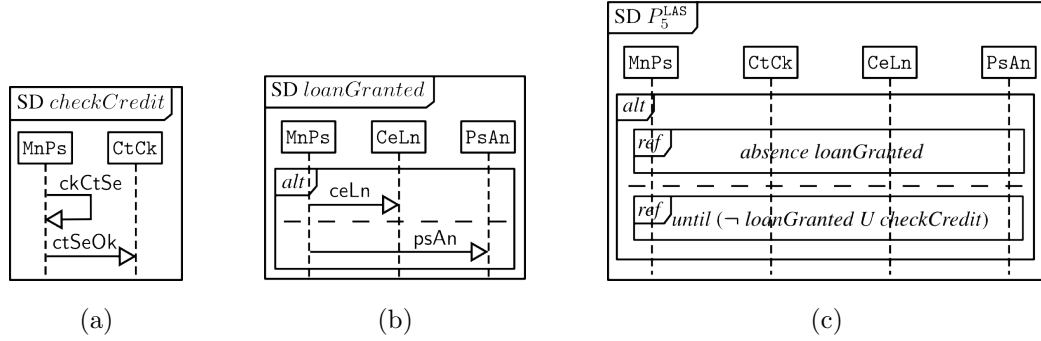 SD checkCredit
MnPs CtCk
ckCtSe
ctSeOk
(a)
SD loanGranted
MnPs CeLn PsAn
alt
ceLn
psAn
(b)
SD P₅ᴸᴬˢ
MnPs CtCk CeLn PsAn
alt
ref
absence loanGranted
ref
until (¬ loanGranted U checkCredit)
(c)